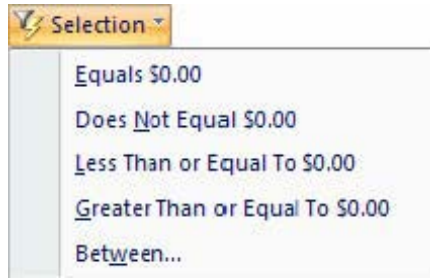 Selection
Equals $0.00
Does Not Equal $0.00
Less Than or Equal To $0.00
Greater Than or Equal To $0.00
Between...